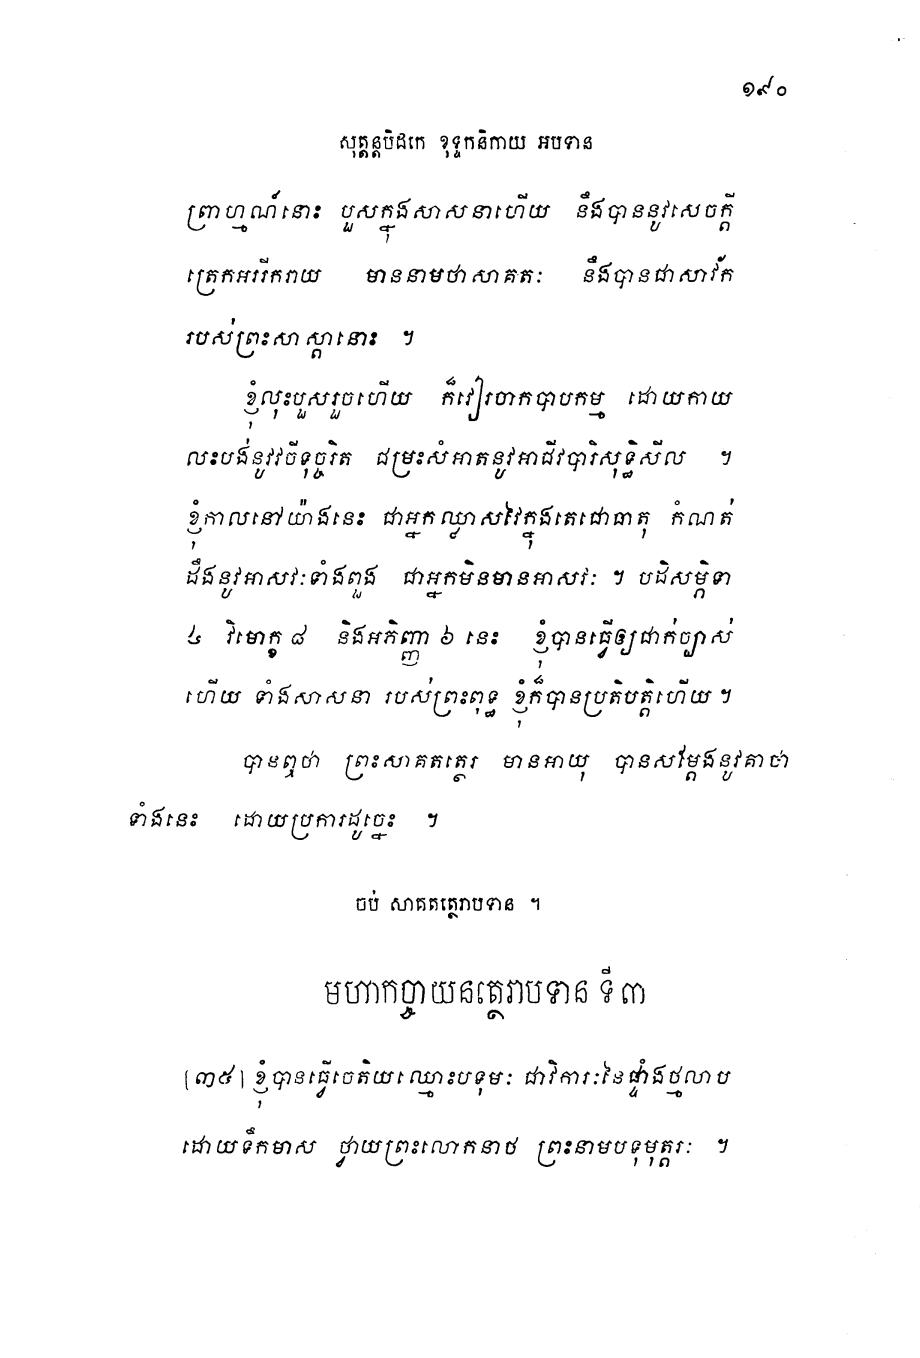 ១៩០
សុត្តន្តបិដកេ ខុទ្ទកនិកាយ អបទាន
ព្រាហ្មណ៍នោះ បួសក្នុងសាសនាហើយ នឹងបាននូវសេចក្តី
ត្រេកអររីករាយ មាននាមថាសាគតៈ នឹងបានជាសាវ័ក
របស់ព្រះសាស្តានោះ ។
ខ្ញុំលុះបួសរួចហើយ ក៏វៀរចាកបាបកម្ម ដោយកាយ
លះបង់នូវវចីទុច្ចរិត ជម្រះសំអាតនូវអាជីវបារិសុទ្ធិសីល ។
ខ្ញុំកាលនៅយ៉ាងនេះ ជាអ្នកឈ្លាសវៃក្នុងតេជោធាតុ កំណត់
ដឹងនូវអាសវៈទាំងពួង ជាអ្នកមិនមានអាសវៈ ។ បដិសម្ភិទា
៤ វិមោក្ខ ៨ និងអភិញ្ញា ៦ នេះ ខ្ញុំបានធ្វើឲ្យជាក់ច្បាស់
ហើយ ទាំងសាសនា របស់ព្រះពុទ្ធ ខ្ញុំក៏បានប្រតិបត្តិហើយ ។
បានឮថា ព្រះសាគតត្ថេរ មានអាយុ បានសម្តែងនូវគាថា
ទាំងនេះ ដោយប្រការដូច្នេះ ។
ចប់ សាគតត្ថេរាបទាន ។
មហាកច្ចាយនត្ថេរាបទាន ទី៣
[៣៥] ខ្ញុំបានធ្វើចេតិយឈ្មោះបទុមៈ ជាវិការៈនៃផ្ទាំងថ្មលាប
ដោយទឹកមាស ថ្វាយព្រះលោកនាថ ព្រះនាមបទុមុត្តរៈ ។